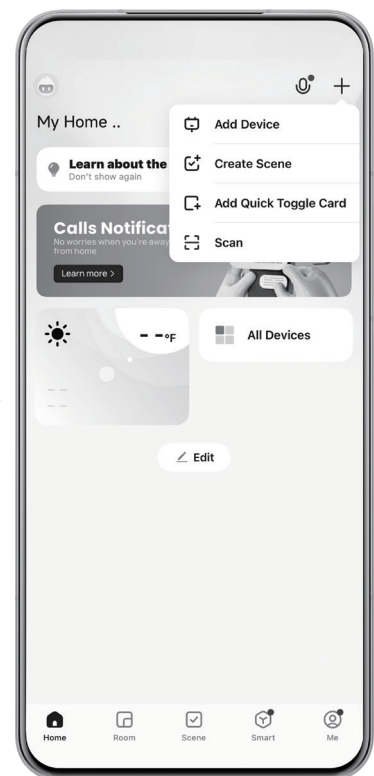 My Home ..
Add Device
Create Scene
Add Quick Toggle Card
Scan
Learn about the
Don't show again
Calls Notifica
No worries when you're away
from home
Learn more >
– –°F
All Devices
– –
– –
Edit
Home
Room
Scene
Smart
Me